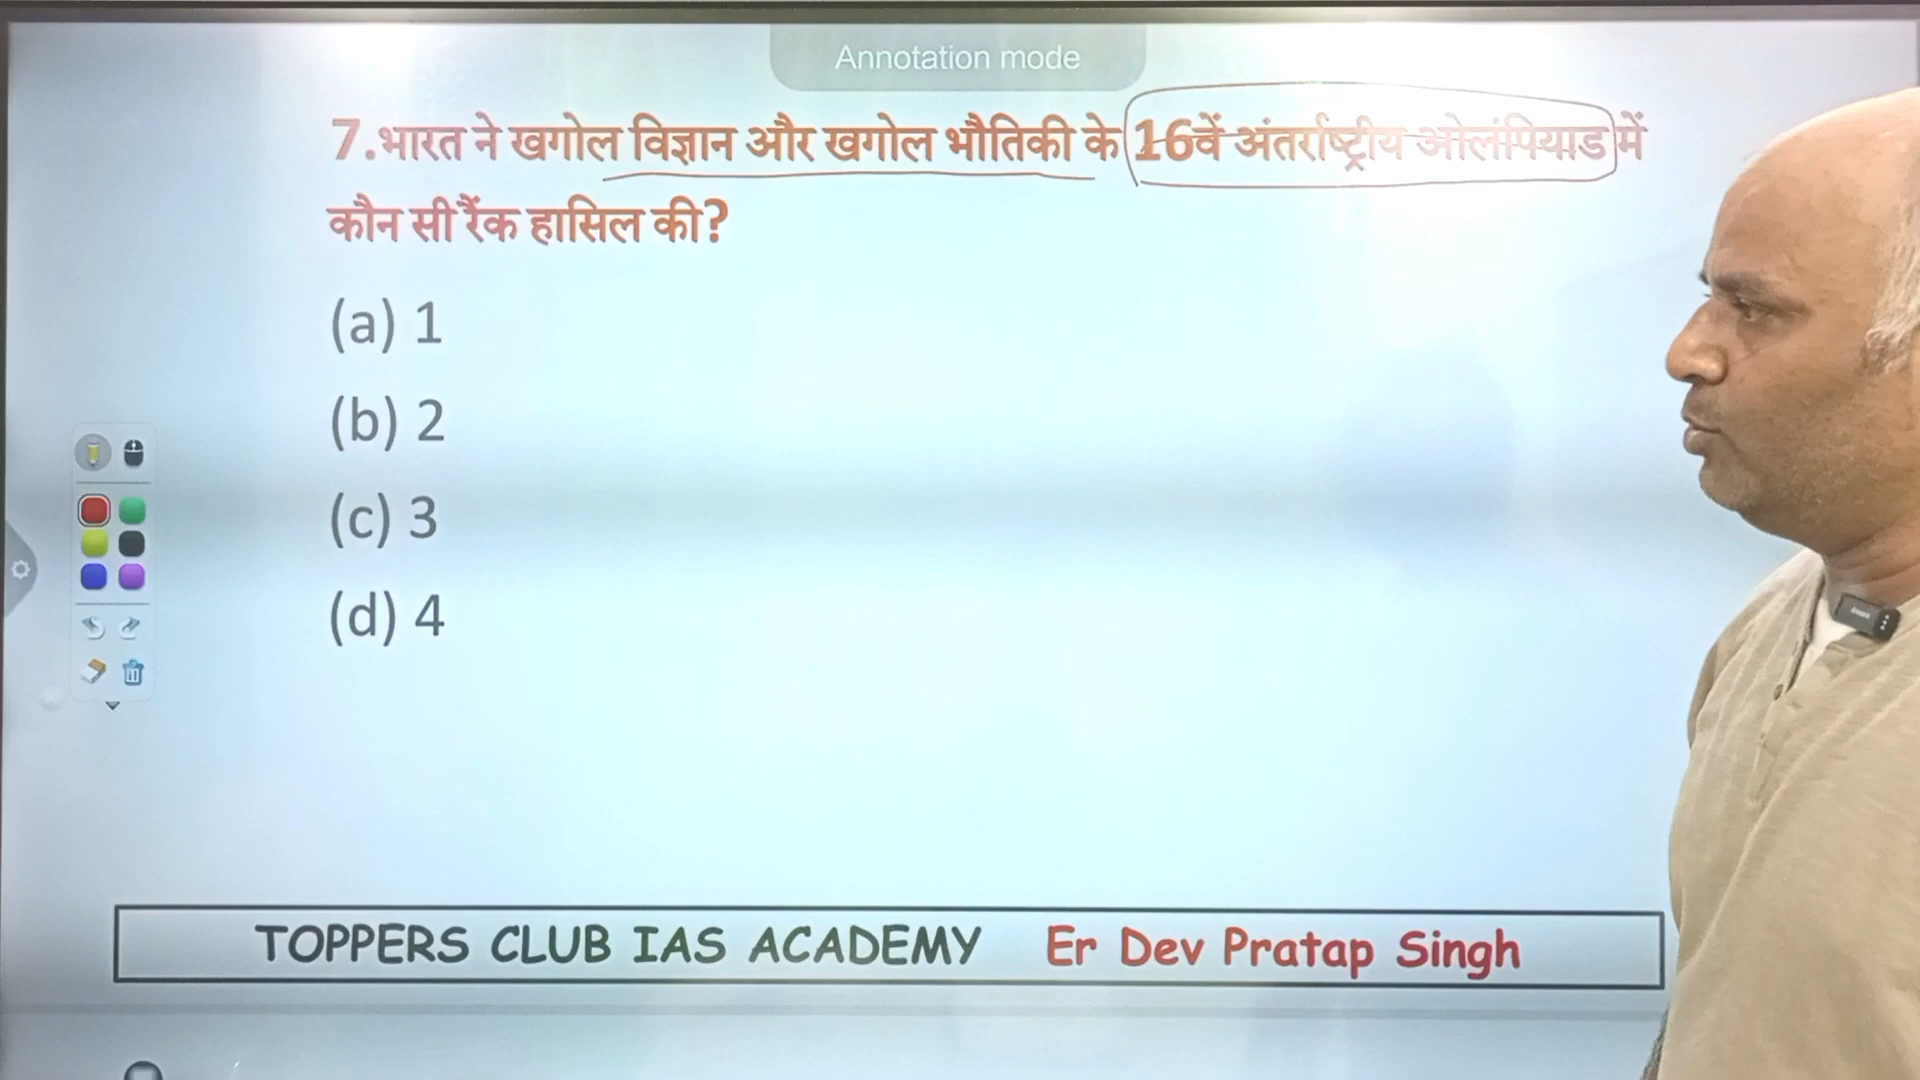 Annotation mode
7.भारत ने खगोल विज्ञान और खगोल भौतिकी के 16वें अंतर्राष्ट्रीय ओलंपियाड में
कौन सी रैंक हासिल की?
(a) 1
(b) 2
(c) 3
(d) 4
TOPPERS CLUB IAS ACADEMY Er Dev Pratap Singh